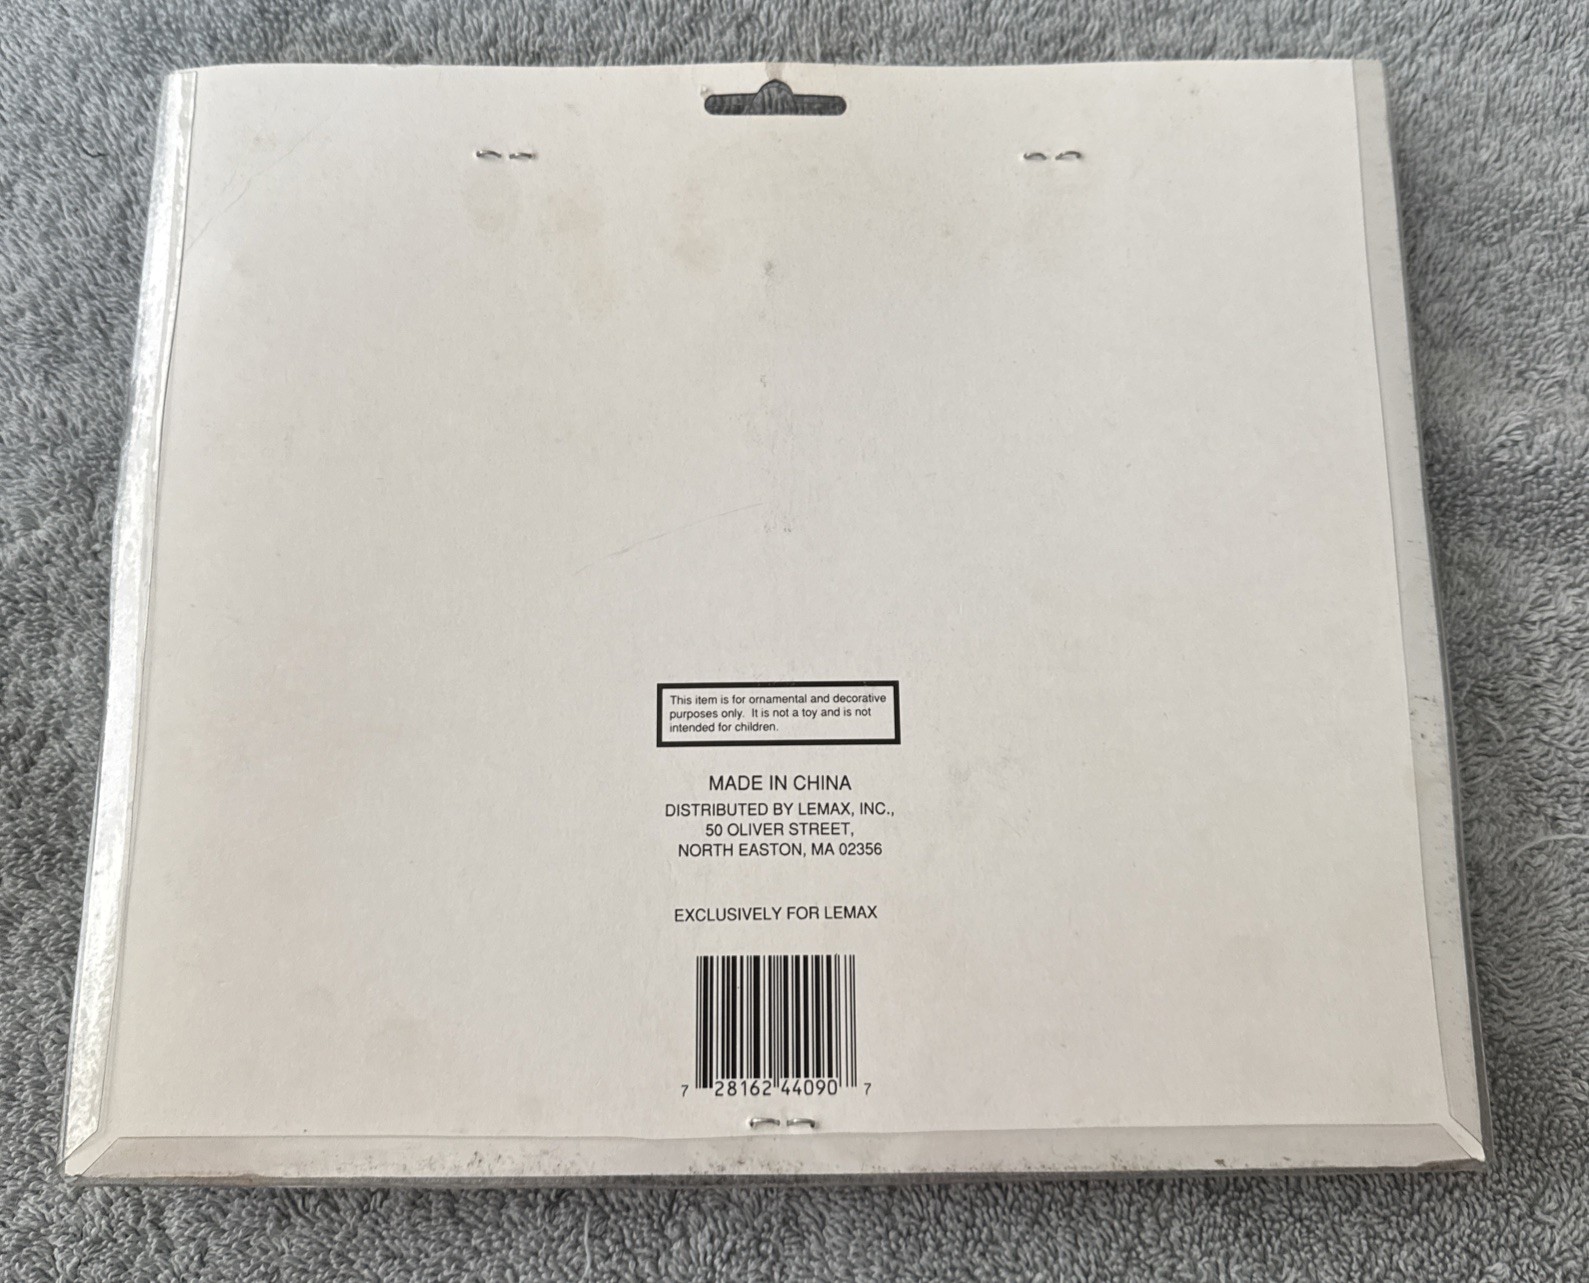 This item is for ornamental and decorative
purposes only.  It is not a toy and is not
intended for children.
MADE IN CHINA
DISTRIBUTED BY LEMAX, INC.,
50 OLIVER STREET,
NORTH EASTON, MA 02356
EXCLUSIVELY FOR LEMAX
7 28162 44090 7